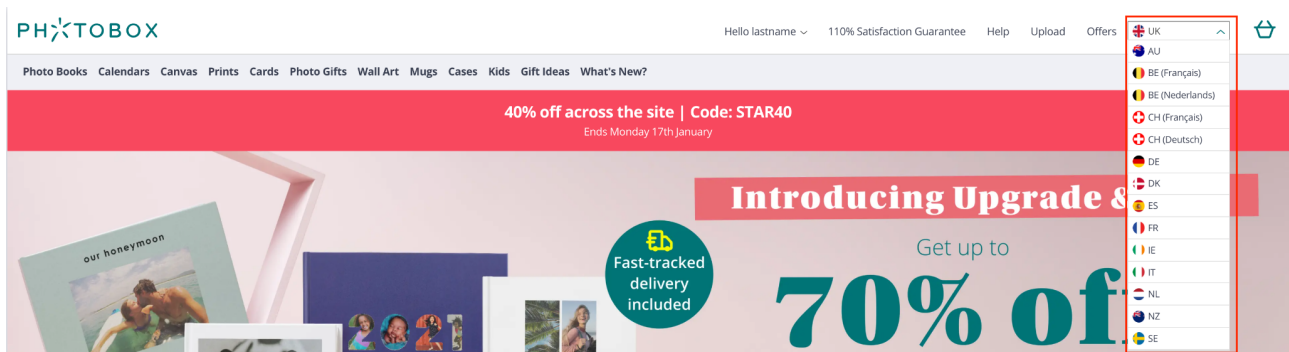 PHOTOBOX
Hello lastname 110% Satisfaction Guarantee Help Upload Offers UK
AU
BE (Français)
BE (Nederlands)
CH (Français)
CH (Deutsch)
DE
DK
ES
FR
IE
IT
NL
NZ
SE
Photo Books Calendars Canvas Prints Cards Photo Gifts Wall Art Mugs Cases Kids Gift Ideas What's New?
40% off across the site | Code: STAR40
Ends Monday 17th January
our honeymoon
2021
Fast-tracked
delivery
included
Introducing Upgrade &
Get up to
70% of